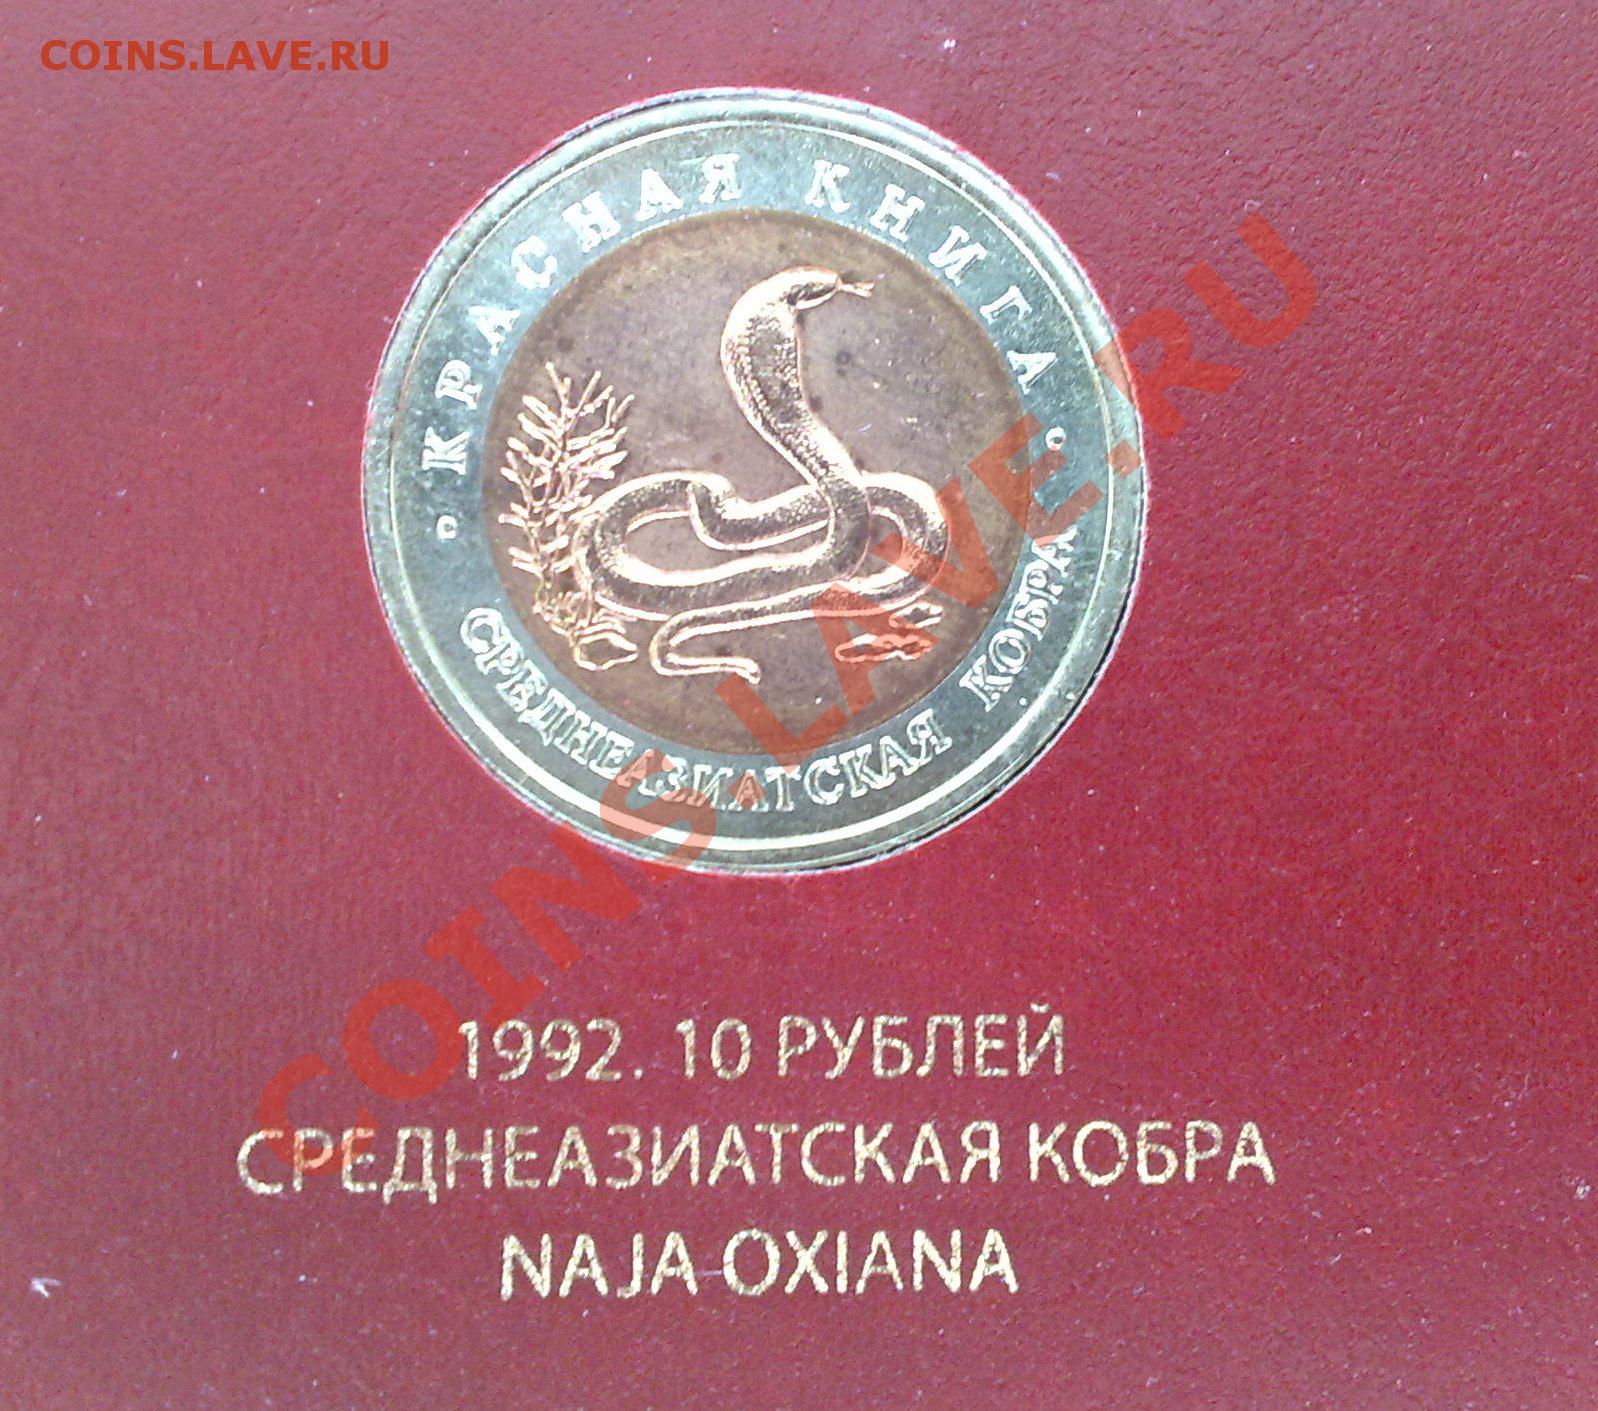 COINS.LAVE.RU
КРАСНАЯ КНИГА
СРЕДНЕАЗИАТСКАЯ КОБРА
COINS.LAVE.RU
1992. 10 РУБЛЕЙ
СРЕДНЕАЗИАТСКАЯ КОБРА
NAJA OXIANA